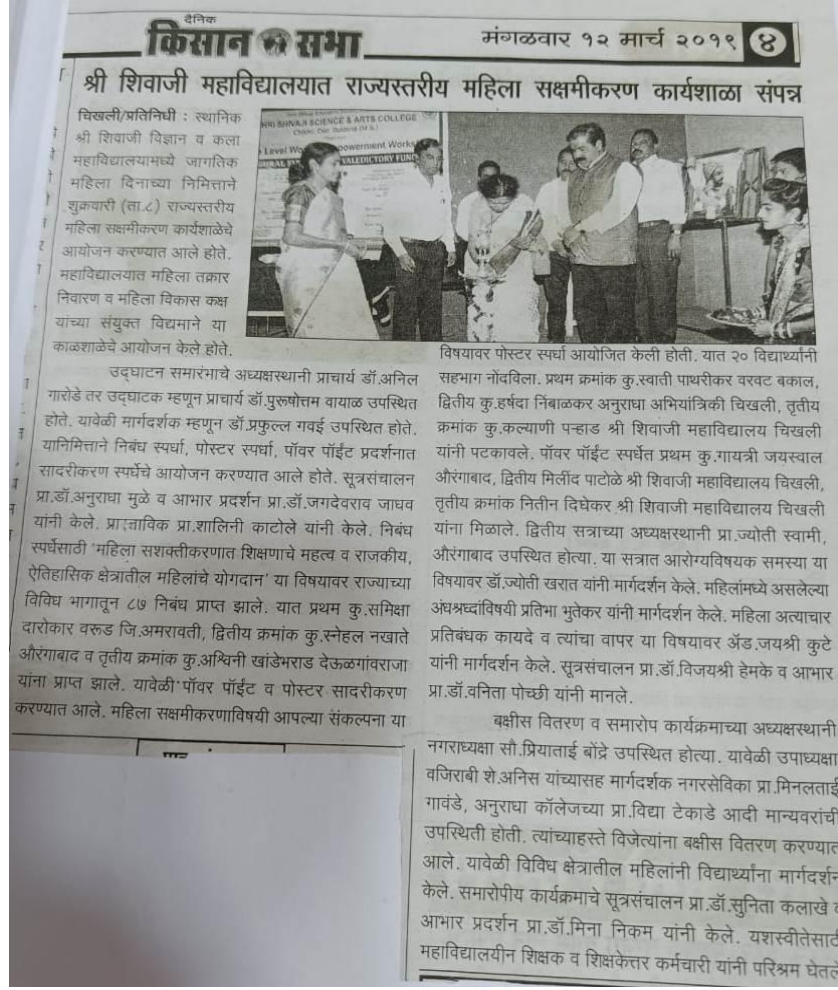 दैनिक
किसान सभा
मंगळवार १२ मार्च २०१९ ४
श्री शिवाजी महाविद्यालयात राज्यस्तरीय महिला सक्षमीकरण कार्यशाळा संपन्न
चिखली/प्रतिनिधी : स्थानिक
श्री शिवाजी विज्ञान व कला
महाविद्यालयामध्ये जागतिक
महिला दिनाच्या निमित्ताने
शुक्रवारी (ता.८) राज्यस्तरीय
महिला सक्षमीकरण कार्यशाळेचे
आयोजन करण्यात आले होते.
महाविद्यालयात महिला तक्रार
निवारण व महिला विकास कक्ष
यांच्या संयुक्त विद्यमाने या
काळशाळेचे आयोजन केले होते.
उद्घाटन समारंभाचे अध्यक्षस्थानी प्राचार्य डॉ.अनिल
गारोडे तर उद्घाटक म्हणून प्राचार्य डॉ.पुरूषोत्तम वायाळ उपस्थित
होते. यावेळी मार्गदर्शक म्हणून डॉ.प्रफुल्ल गवई उपस्थित होते.
यानिमित्ताने निबंध स्पर्धा, पोस्टर स्पर्धा, पॉवर पॉईंट प्रदर्शनात
सादरीकरण स्पर्धेचे आयोजन करण्यात आले होते. सूत्रसंचालन
प्रा.डॉ.अनुराधा मुळे व आभार प्रदर्शन प्रा.डॉ.जगदेवराव जाधव
यांनी केले. प्रास्ताविक प्रा.शालिनी काटोले यांनी केले. निबंध
स्पर्धेसाठी 'महिला सशक्तीकरणात शिक्षणाचे महत्व व राजकीय,
ऐतिहासिक क्षेत्रातील महिलांचे योगदान' या विषयावर राज्याच्या
विविध भागातून ८७ निबंध प्राप्त झाले. यात प्रथम कु.समिक्षा
दारोकार वरूड जि.अमरावती, द्वितीय क्रमांक कु.स्नेहल नखाते
औरंगाबाद व तृतीय क्रमांक कु.अश्विनी खांडेभराड देऊळगांवराजा
यांना प्राप्त झाले. यावेळी पॉवर पॉईंट व पोस्टर सादरीकरण
करण्यात आले. महिला सक्षमीकरणाविषयी आपल्या संकल्पना या
SHRI SHIVAJI SCIENCE & ARTS COLLEGE
Level Wo powerment Works
VALEDICTORY FUNC
विषयावर पोस्टर स्पर्धा आयोजित केली होती. यात २० विद्यार्थ्यांनी
सहभाग नोंदविला. प्रथम क्रमांक कु.स्वाती पाथरीकर वरवट बकाल,
द्वितीय कु.हर्षदा निंबाळकर अनुराधा अभियांत्रिकी चिखली, तृतीय
क्रमांक कु.कल्याणी पऱ्हाड श्री शिवाजी महाविद्यालय चिखली
यांनी पटकावले. पॉवर पॉईंट स्पर्धेत प्रथम कु.गायत्री जयस्वाल
औरंगाबाद, द्वितीय मिलींद पाटोळे श्री शिवाजी महाविद्यालय चिखली,
तृतीय क्रमांक नितीन दिघेकर श्री शिवाजी महाविद्यालय चिखली
यांना मिळाले. द्वितीय सत्राच्या अध्यक्षस्थानी प्रा.ज्योती स्वामी,
औरंगाबाद उपस्थित होत्या. या सत्रात आरोग्यविषयक समस्या या
विषयावर डॉ.ज्योती खरात यांनी मार्गदर्शन केले. महिलांमध्ये असलेल्या
अंधश्रध्दांविषयी प्रतिभा भुतेकर यांनी मार्गदर्शन केले. महिला अत्याचार
प्रतिबंधक कायदे व त्यांचा वापर या विषयावर ॲड.जयश्री कुटे
यांनी मार्गदर्शन केले. सूत्रसंचालन प्रा.डॉ.विजयश्री हेमके व आभार
प्रा.डॉ.वनिता पोच्छी यांनी मानले.
बक्षीस वितरण व समारोप कार्यक्रमाच्या अध्यक्षस्थानी
नगराध्यक्षा सौ.प्रियाताई बोंद्रे उपस्थित होत्या. यावेळी उपाध्यक्षा
वजिराबी शे.अनिस यांच्यासह मार्गदर्शक नगरसेविका प्रा.मिनलताई
गावंडे, अनुराधा कॉलेजच्या प्रा.विद्या टेकाडे आदी मान्यवरांची
उपस्थिती होती. त्यांच्याहस्ते विजेत्यांना बक्षीस वितरण करण्यात
आले. यावेळी विविध क्षेत्रातील महिलांनी विद्यार्थ्यांना मार्गदर्शन
केले. समारोपीय कार्यक्रमाचे सूत्रसंचालन प्रा.डॉ.सुनिता कलाखे व
आभार प्रदर्शन प्रा.डॉ.मिना निकम यांनी केले. यशस्वीतेसाठी
महाविद्यालयीन शिक्षक व शिक्षकेत्तर कर्मचारी यांनी परिश्रम घेतले